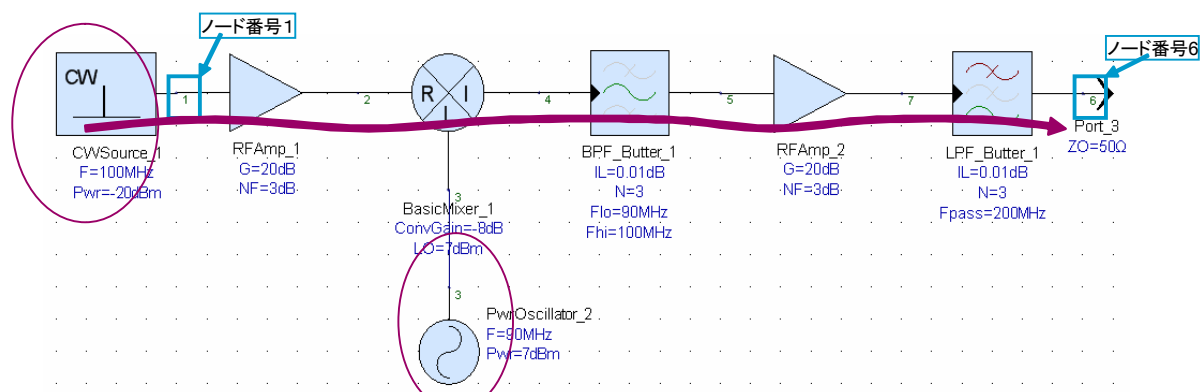 ノード番号1
ノード番号6
CW
1
2
R I
4
5
7
6
CWSource_1
F=100MHz
Pwr=-20dBm
RFAmp_1
G=20dB
NF=3dB
BPF_Butter_1
IL=0.01dB
N=3
Flo=90MHz
Fhi=100MHz
RFAmp_2
G=20dB
NF=3dB
LPF_Butter_1
IL=0.01dB
N=3
Fpass=200MHz
Port_3
ZO=50Ω
3
BasicMixer_1
ConvGain=-8dB
LO=7dBm
3
PwrOscillator_2
F=90MHz
Pwr=7dBm